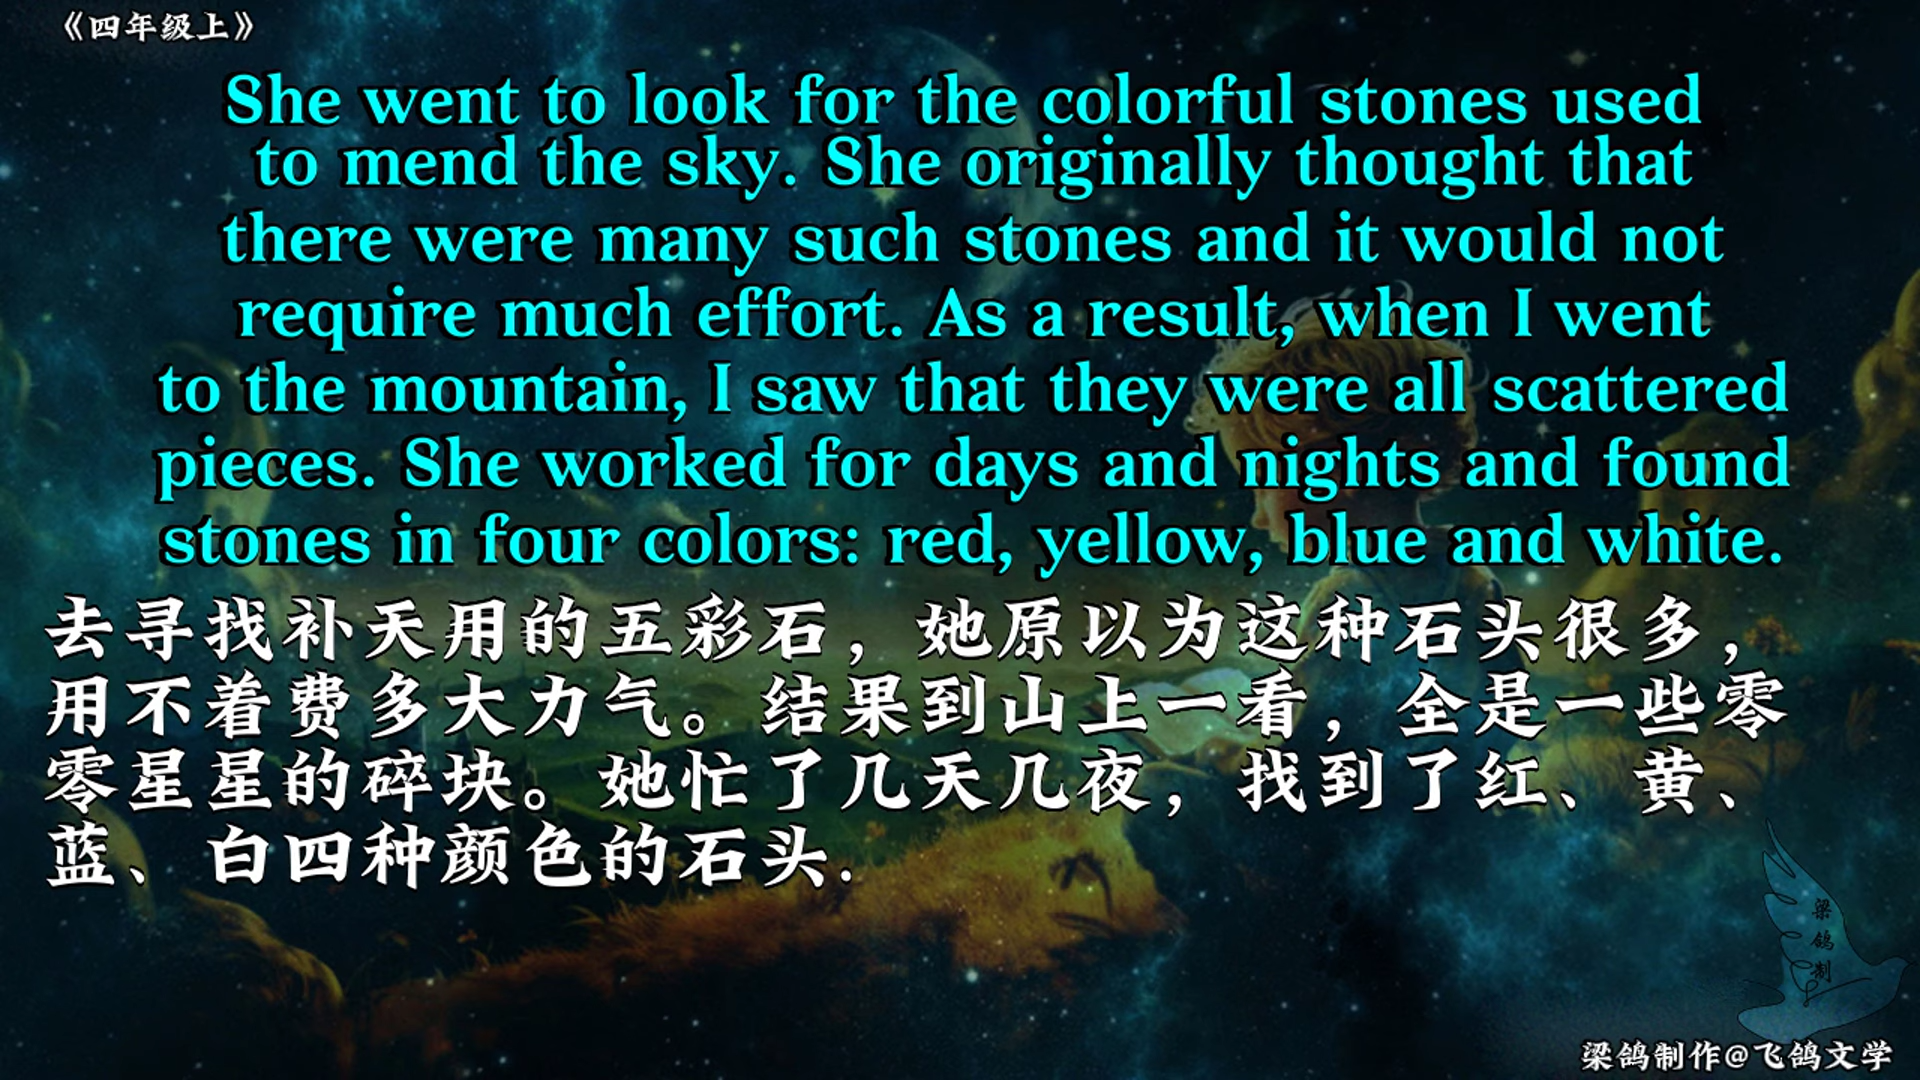 《四年级上》
She went to look for the colorful stones used
to mend the sky. She originally thought that
there were many such stones and it would not
require much effort. As a result, when I went
to the mountain, I saw that they were all scattered
pieces. She worked for days and nights and found
stones in four colors: red, yellow, blue and white.
去寻找补天用的五彩石，她原以为这种石头很多，
用不着费多大力气。结果到山上一看，全是一些零
零星星的碎块。她忙了几天几夜，找到了红、黄、
蓝、白四种颜色的石头.
梁
鸽
制
梁鸽制作@飞鸽文学